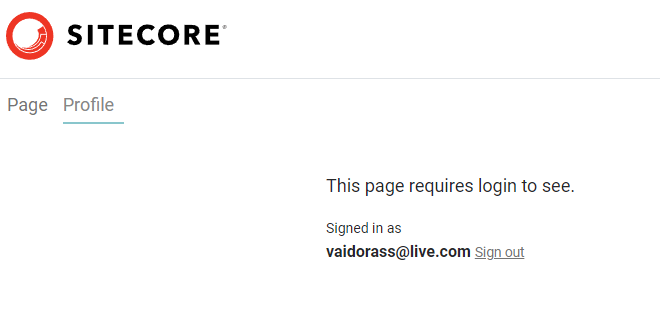 SITECORE®
Page Profile
This page requires login to see.
Signed in as
vaidorass@live.com Sign out